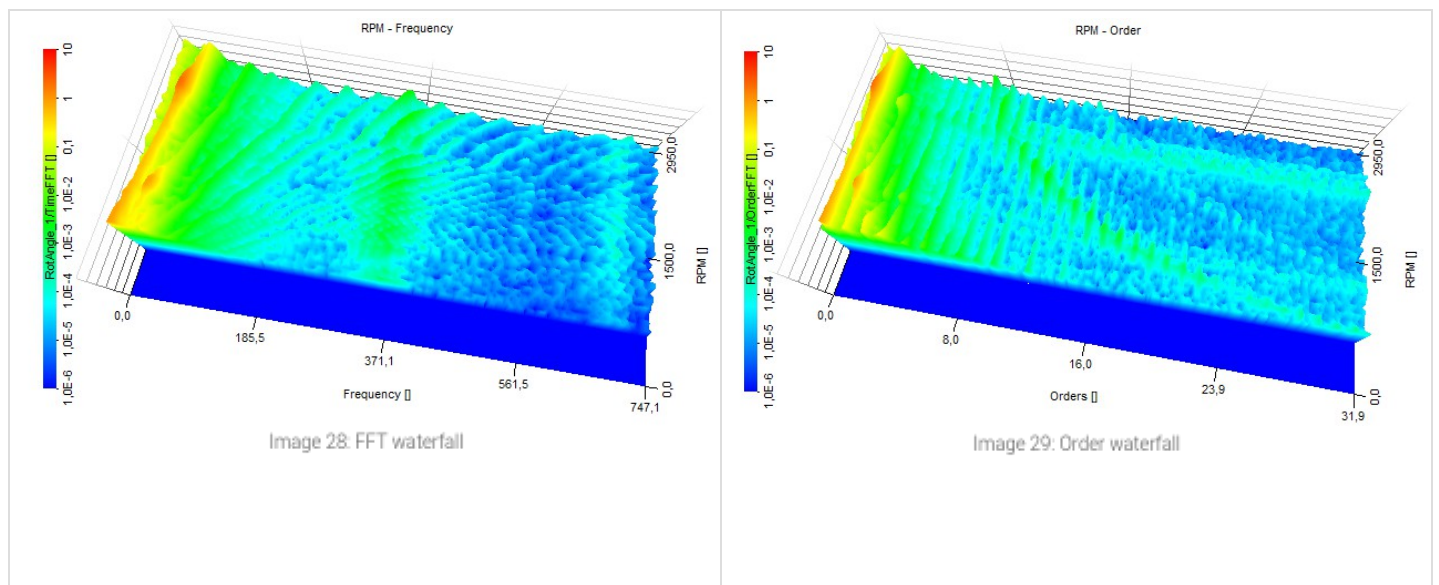 RPM - Frequency
10
1
0,1
1,0E-2
1,0E-3
1,0E-4
1,0E-5
1,0E-6
RotAngle_1/TimeFFT []
2950,0
1500,0
0,0
RPM []
0,0
185,5
371,1
561,5
747,1
Frequency []
Image 28: FFT waterfall
RPM - Order
10
1
0,1
1,0E-2
1,0E-3
1,0E-4
1,0E-5
1,0E-6
RotAngle_1/OrderFFT []
2950,0
1500,0
0,0
RPM []
0,0
8,0
16,0
23,9
31,9
Orders []
Image 29: Order waterfall